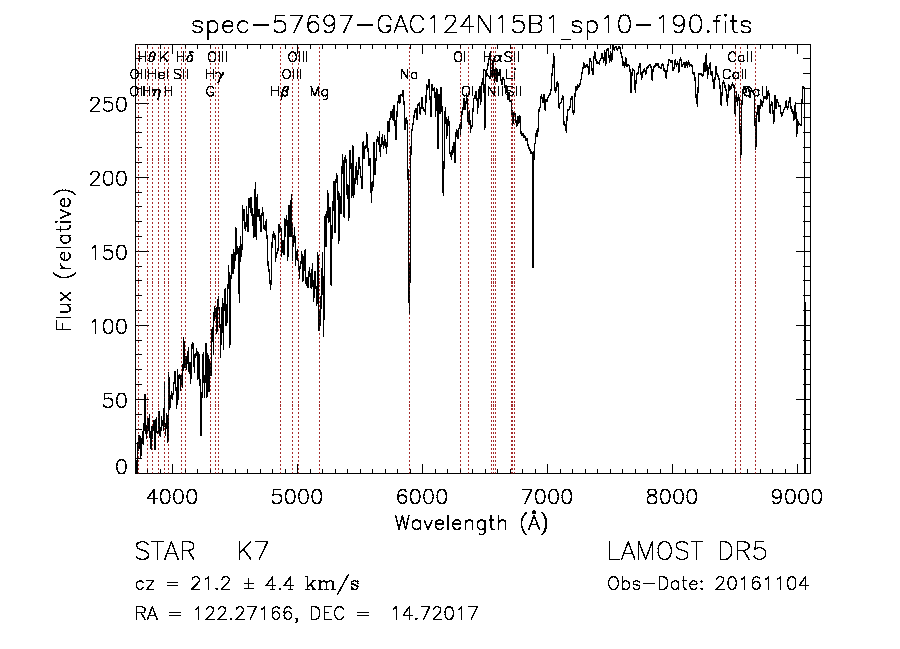 spec-57697-GAC124N15B1_sp10-190.fits
Hθ K Hδ OIII OIII OI Hα SII CaII
OII HeI SII Hγ OIII Na N Li CaII
OII Hη H G Hβ Mg OI NII SII CaII
250
200
150
100
50
0
Flux (relative)
4000 5000 6000 7000 8000 9000
Wavelength (Å)
STAR K7 LAMOST DR5
cz = 21.2 ± 4.4 km/s Obs-Date: 20161104
RA = 122.27166, DEC = 14.72017